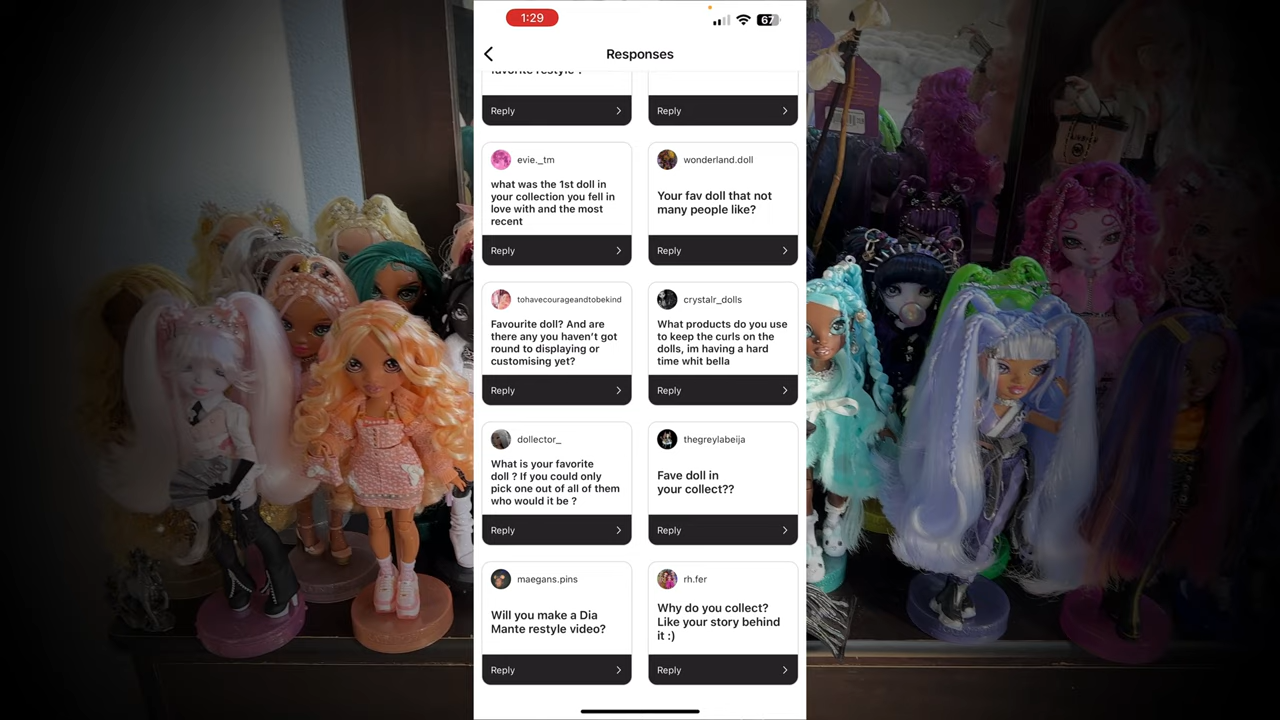 1:29
67
Responses
favorite restyle ?
Reply
Reply
evie._tm
what was the 1st doll in
your collection you fell in
love with and the most
recent
Reply
wonderland.doll
Your fav doll that not
many people like?
Reply
tohavecourageandtobekind
Favourite doll? And are
there any you haven't got
round to displaying or
customising yet?
Reply
crystalr_dolls
What products do you use
to keep the curls on the
dolls, im having a hard
time whit bella
Reply
dollector_
What is your favorite
doll ? If you could only
pick one out of all of them
who would it be ?
Reply
thegreylabeija
Fave doll in
your collect??
Reply
maegans.pins
Will you make a Dia
Mante restyle video?
Reply
rh.fer
Why do you collect?
Like your story behind
it :)
Reply